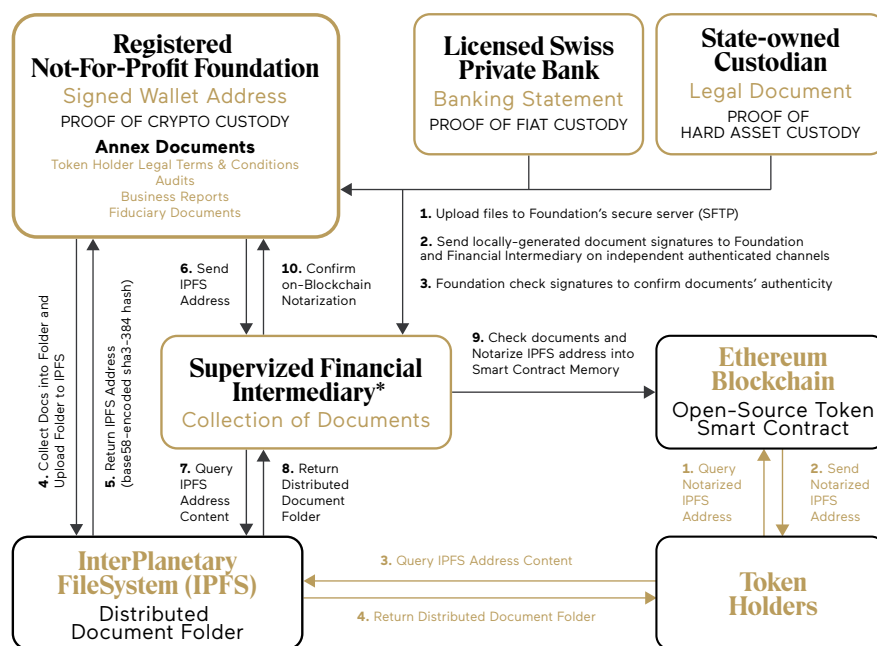 Registered
Not-For-Profit Foundation
Signed Wallet Address
PROOF OF CRYPTO CUSTODY
Annex Documents
Token Holder Legal Terms & Conditions
Audits
Business Reports
Fiduciary Documents
Licensed Swiss
Private Bank
Banking Statement
PROOF OF FIAT CUSTODY
State-owned
Custodian
Legal Document
PROOF OF
HARD ASSET CUSTODY
1. Upload files to Foundation's secure server (SFTP)
2. Send locally-generated document signatures to Foundation
and Financial Intermediary on independent authenticated channels
3. Foundation check signatures to confirm documents' authenticity
4. Collect Docs into Folder and
Upload Folder to IPFS
5. Return IPFS Address
(base58-encoded sha3-384 hash)
6. Send
IPFS
Address
10. Confirm
on-Blockchain
Notarization
Supervized Financial
Intermediary*
Collection of Documents
9. Check documents and
Notarize IPFS address into
Smart Contract Memory
Ethereum
Blockchain
Open-Source Token
Smart Contract
7. Query
IPFS
Address
Content
8. Return
Distributed
Document
Folder
1. Query
Notarized
IPFS
Address
2. Send
Notarized
IPFS
Address
InterPlanetary
FileSystem (IPFS)
Distributed
Document Folder
3. Query IPFS Address Content
4. Return Distributed Document Folder
Token
Holders